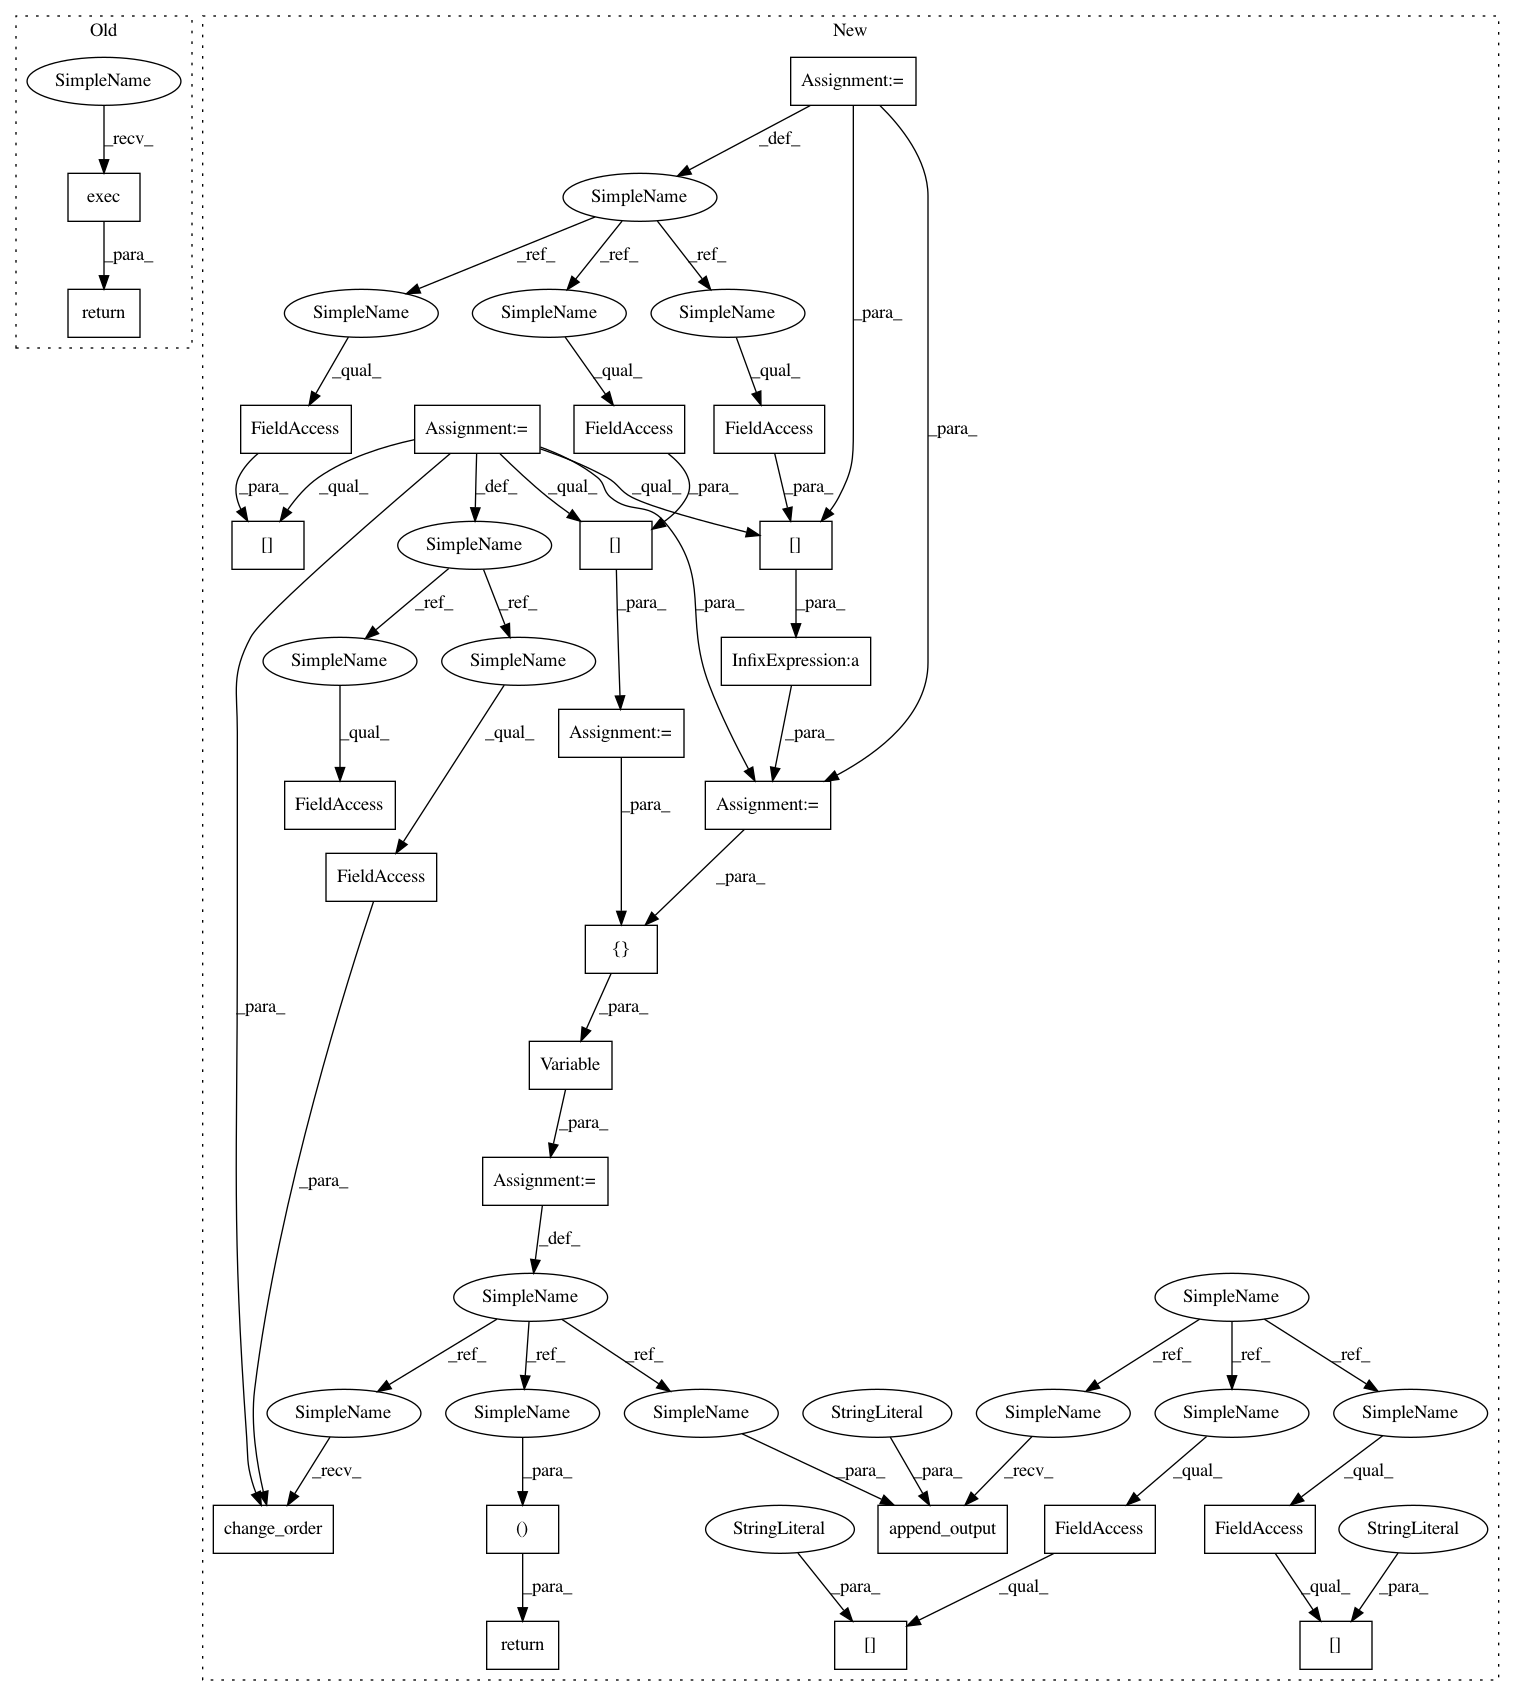 Old
New
SimpleName
Assignment:=
_recv_
_def_
exec
SimpleName
_para_
_ref_
_ref_
_ref_
return
SimpleName
SimpleName
SimpleName
_para_
_qual_
_qual_
_qual_
FieldAccess
Assignment:=
FieldAccess
FieldAccess
_para_
_para_
_qual_
_def_
_qual_
_qual_
_para_
_para_
[]
SimpleName
[]
[]
_ref_
_ref_
_para_
_para_
_para_
SimpleName
SimpleName
InfixExpression:a
_qual_
_qual_
Assignment:=
_para_
FieldAccess
_para_
Assignment:=
FieldAccess
_para_
{}
_para_
_para_
Variable
_para_
_para_
Assignment:=
_def_
SimpleName
SimpleName
_ref_
_ref_
_ref_
_ref_
_ref_
_ref_
SimpleName
SimpleName
SimpleName
StringLiteral
SimpleName
SimpleName
SimpleName
_recv_
_para_
_para_
_para_
_recv_
_qual_
_qual_
change_order
()
StringLiteral
append_output
FieldAccess
FieldAccess
StringLiteral
_para_
_para_
_qual_
_qual_
_para_
return
[]
[]